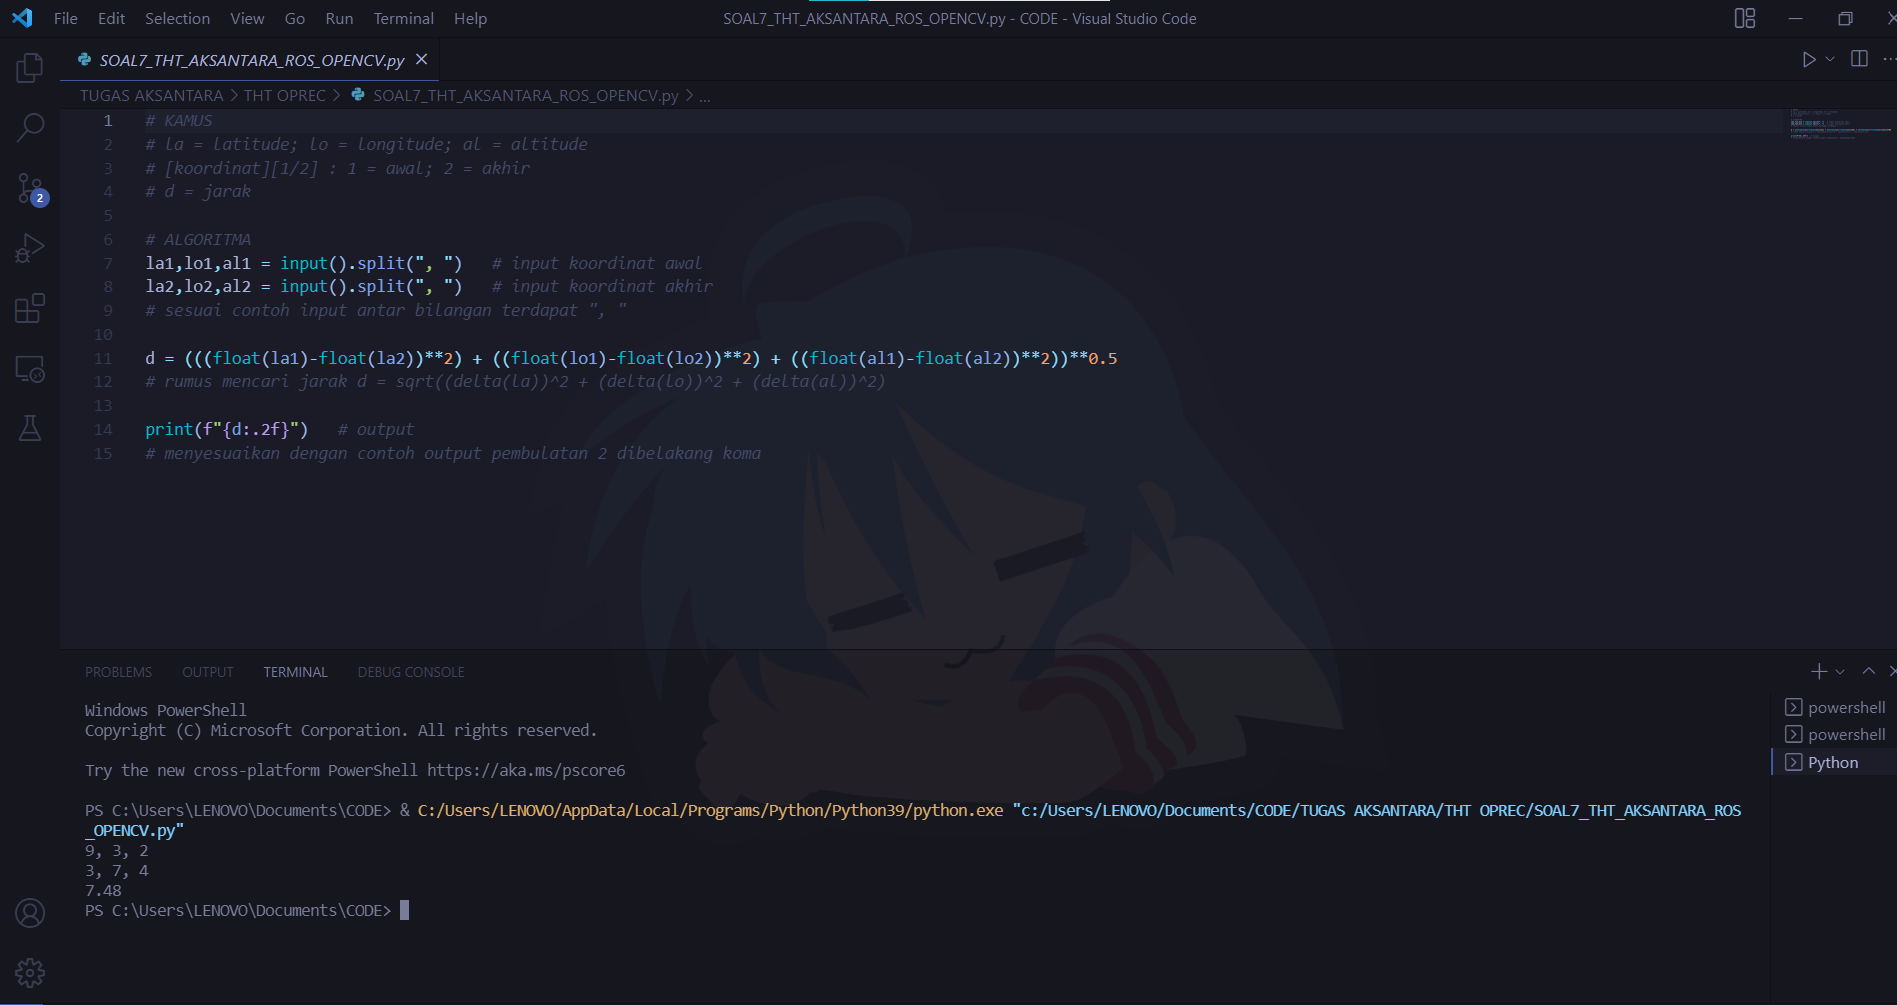 File Edit Selection View Go Run Terminal Help SOAL7_THT_AKSANTARA_ROS_OPENCV.py - CODE - Visual Studio Code
SOAL7_THT_AKSANTARA_ROS_OPENCV.py
TUGAS AKSANTARA > THT OPREC > SOAL7_THT_AKSANTARA_ROS_OPENCV.py > ...
1 # KAMUS
2 # la = latitude; lo = longitude; al = altitude
3 # [koordinat][1/2] : 1 = awal; 2 = akhir
4 # d = jarak
5
6 # ALGORITMA
7 la1,lo1,al1 = input().split(", ")   # input koordinat awal
8 la2,lo2,al2 = input().split(", ")   # input koordinat akhir
9 # sesuai contoh input antar bilangan terdapat ", "
10
11 d = (((float(la1)-float(la2))**2) + ((float(lo1)-float(lo2))**2) + ((float(al1)-float(al2))**2))**0.5
12 # rumus mencari jarak d = sqrt((delta(la))^2 + (delta(lo))^2 + (delta(al))^2)
13
14 print(f"{d:.2f}")   # output
15 # menyesuaikan dengan contoh output pembulatan 2 dibelakang koma
2
PROBLEMS OUTPUT TERMINAL DEBUG CONSOLE
Windows PowerShell
Copyright (C) Microsoft Corporation. All rights reserved.
Try the new cross-platform PowerShell https://aka.ms/pscore6
PS C:\Users\LENOVO\Documents\CODE> & C:/Users/LENOVO/AppData/Local/Programs/Python/Python39/python.exe "c:/Users/LENOVO/Documents/CODE/TUGAS AKSANTARA/THT OPREC/SOAL7_THT_AKSANTARA_ROS
_OPENCV.py"
9, 3, 2
3, 7, 4
7.48
PS C:\Users\LENOVO\Documents\CODE>
powershell
powershell
Python